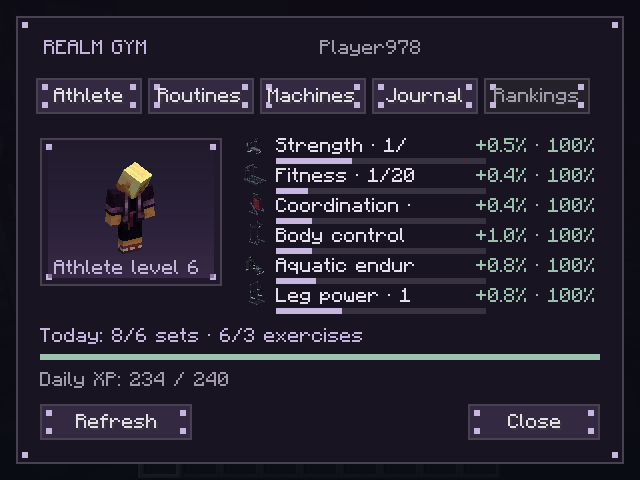 REALM GYM Player978
Athlete Routines Machines Journal Rankings
Strength · 1/ +0.5% · 100%
Fitness · 1/20 +0.4% · 100%
Coordination · +0.4% · 100%
Body control +1.0% · 100%
Aquatic endur +0.8% · 100%
Leg power · 1 +0.8% · 100%
Athlete level 6
Today: 8/6 sets · 6/3 exercises
Daily XP: 234 / 240
Refresh Close